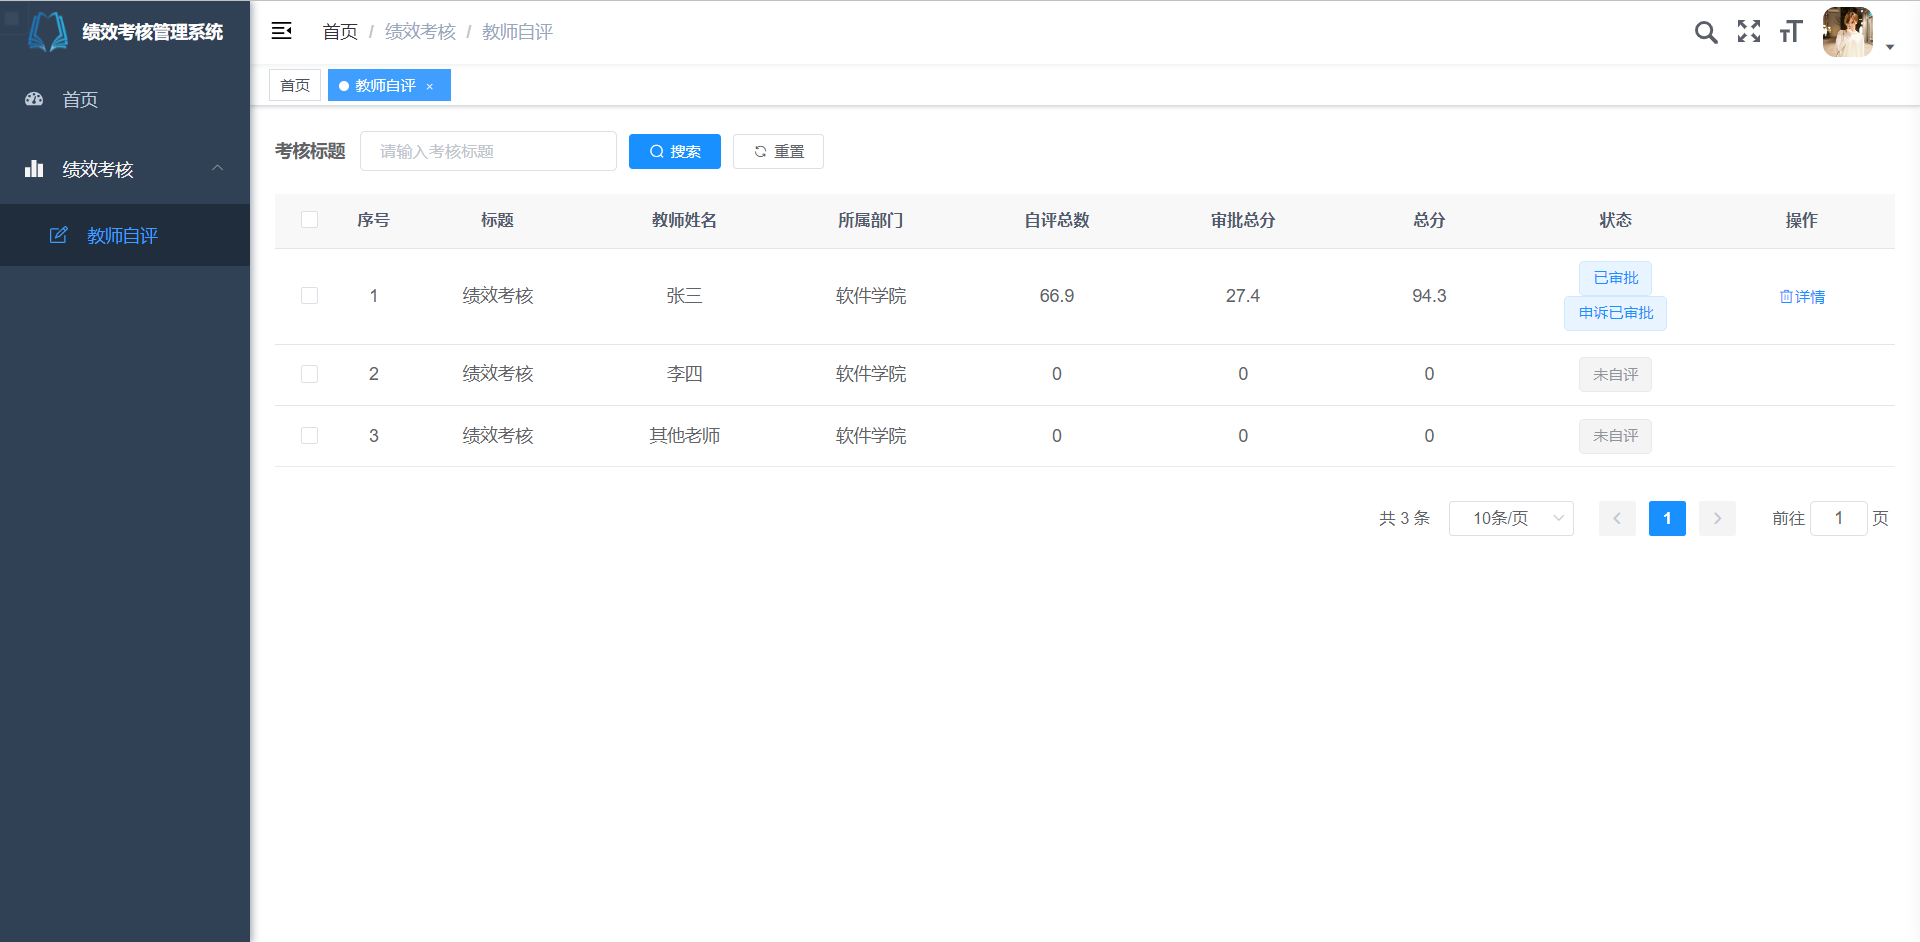 绩效考核管理系统
首页 / 绩效考核 / 教师自评
首页
绩效考核
教师自评
首页 教师自评 ×
考核标题 请输入考核标题 搜索 重置
序号 标题 教师姓名 所属部门 自评总数 审批总分 总分 状态 操作
1 绩效考核 张三 软件学院 66.9 27.4 94.3 已审批 申诉已审批 详情
2 绩效考核 李四 软件学院 0 0 0 未自评
3 绩效考核 其他老师 软件学院 0 0 0 未自评
共 3 条 10条/页 1 前往 1 页